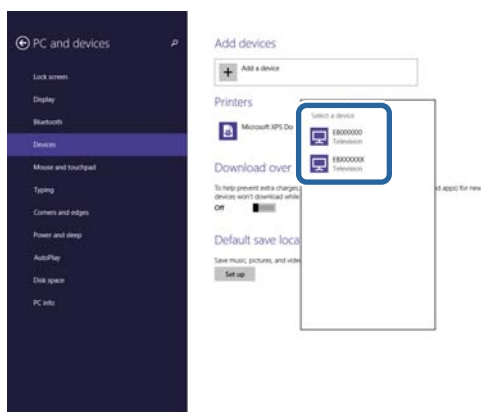 PC and devices
Lock screen
Display
Bluetooth
Devices
Mouse and touchpad
Typing
Corners and edges
Power and sleep
AutoPlay
Disk space
PC info
Add devices
Add a device
Printers
Microsoft XPS Do
Select a device
EB000000
Television
EB00000X
Television
Download over
To help prevent extra charges,
d apps) for new
devices won't download while
Off
Default save loca
Save music, pictures, and vide
Set up